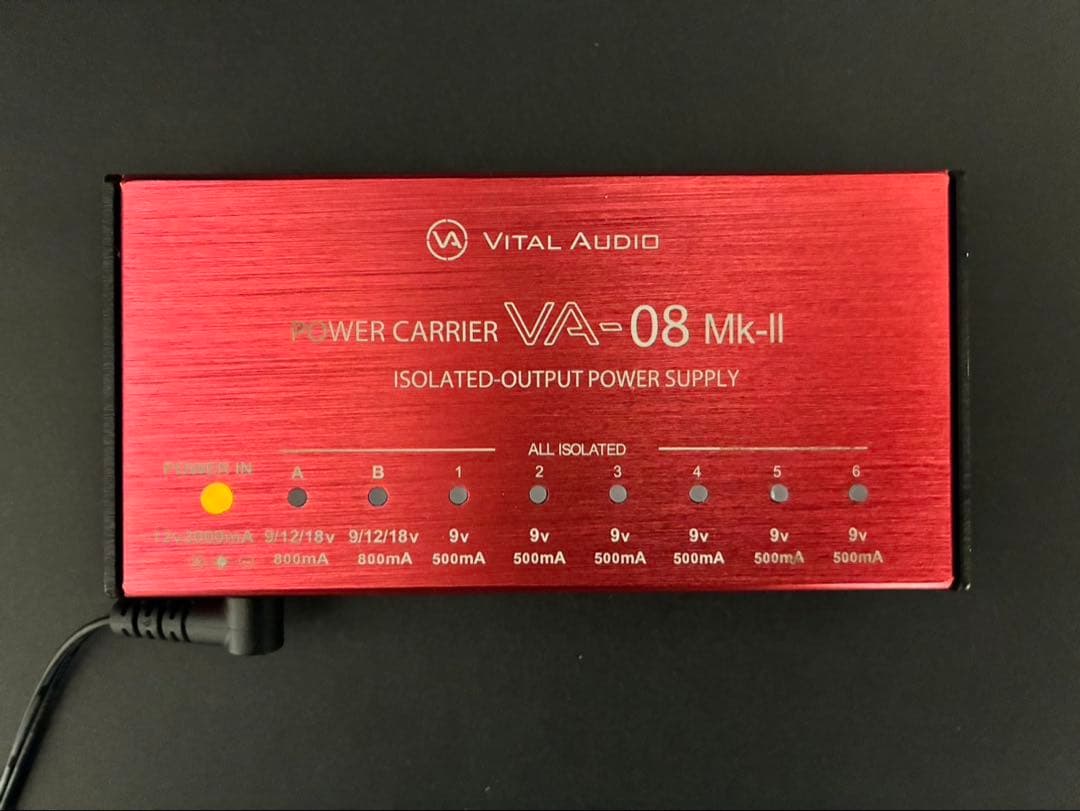 VA VITAL AUDIO
POWER CARRIER VA-08 Mk-II
ISOLATED-OUTPUT POWER SUPPLY
ALL ISOLATED
POWER IN A B 1 2 3 4 5 6
12v3000mA 9/12/18v 9/12/18v 9v 9v 9v 9v 9v 9v
800mA 800mA 500mA 500mA 500mA 500mA 500mA 500mA